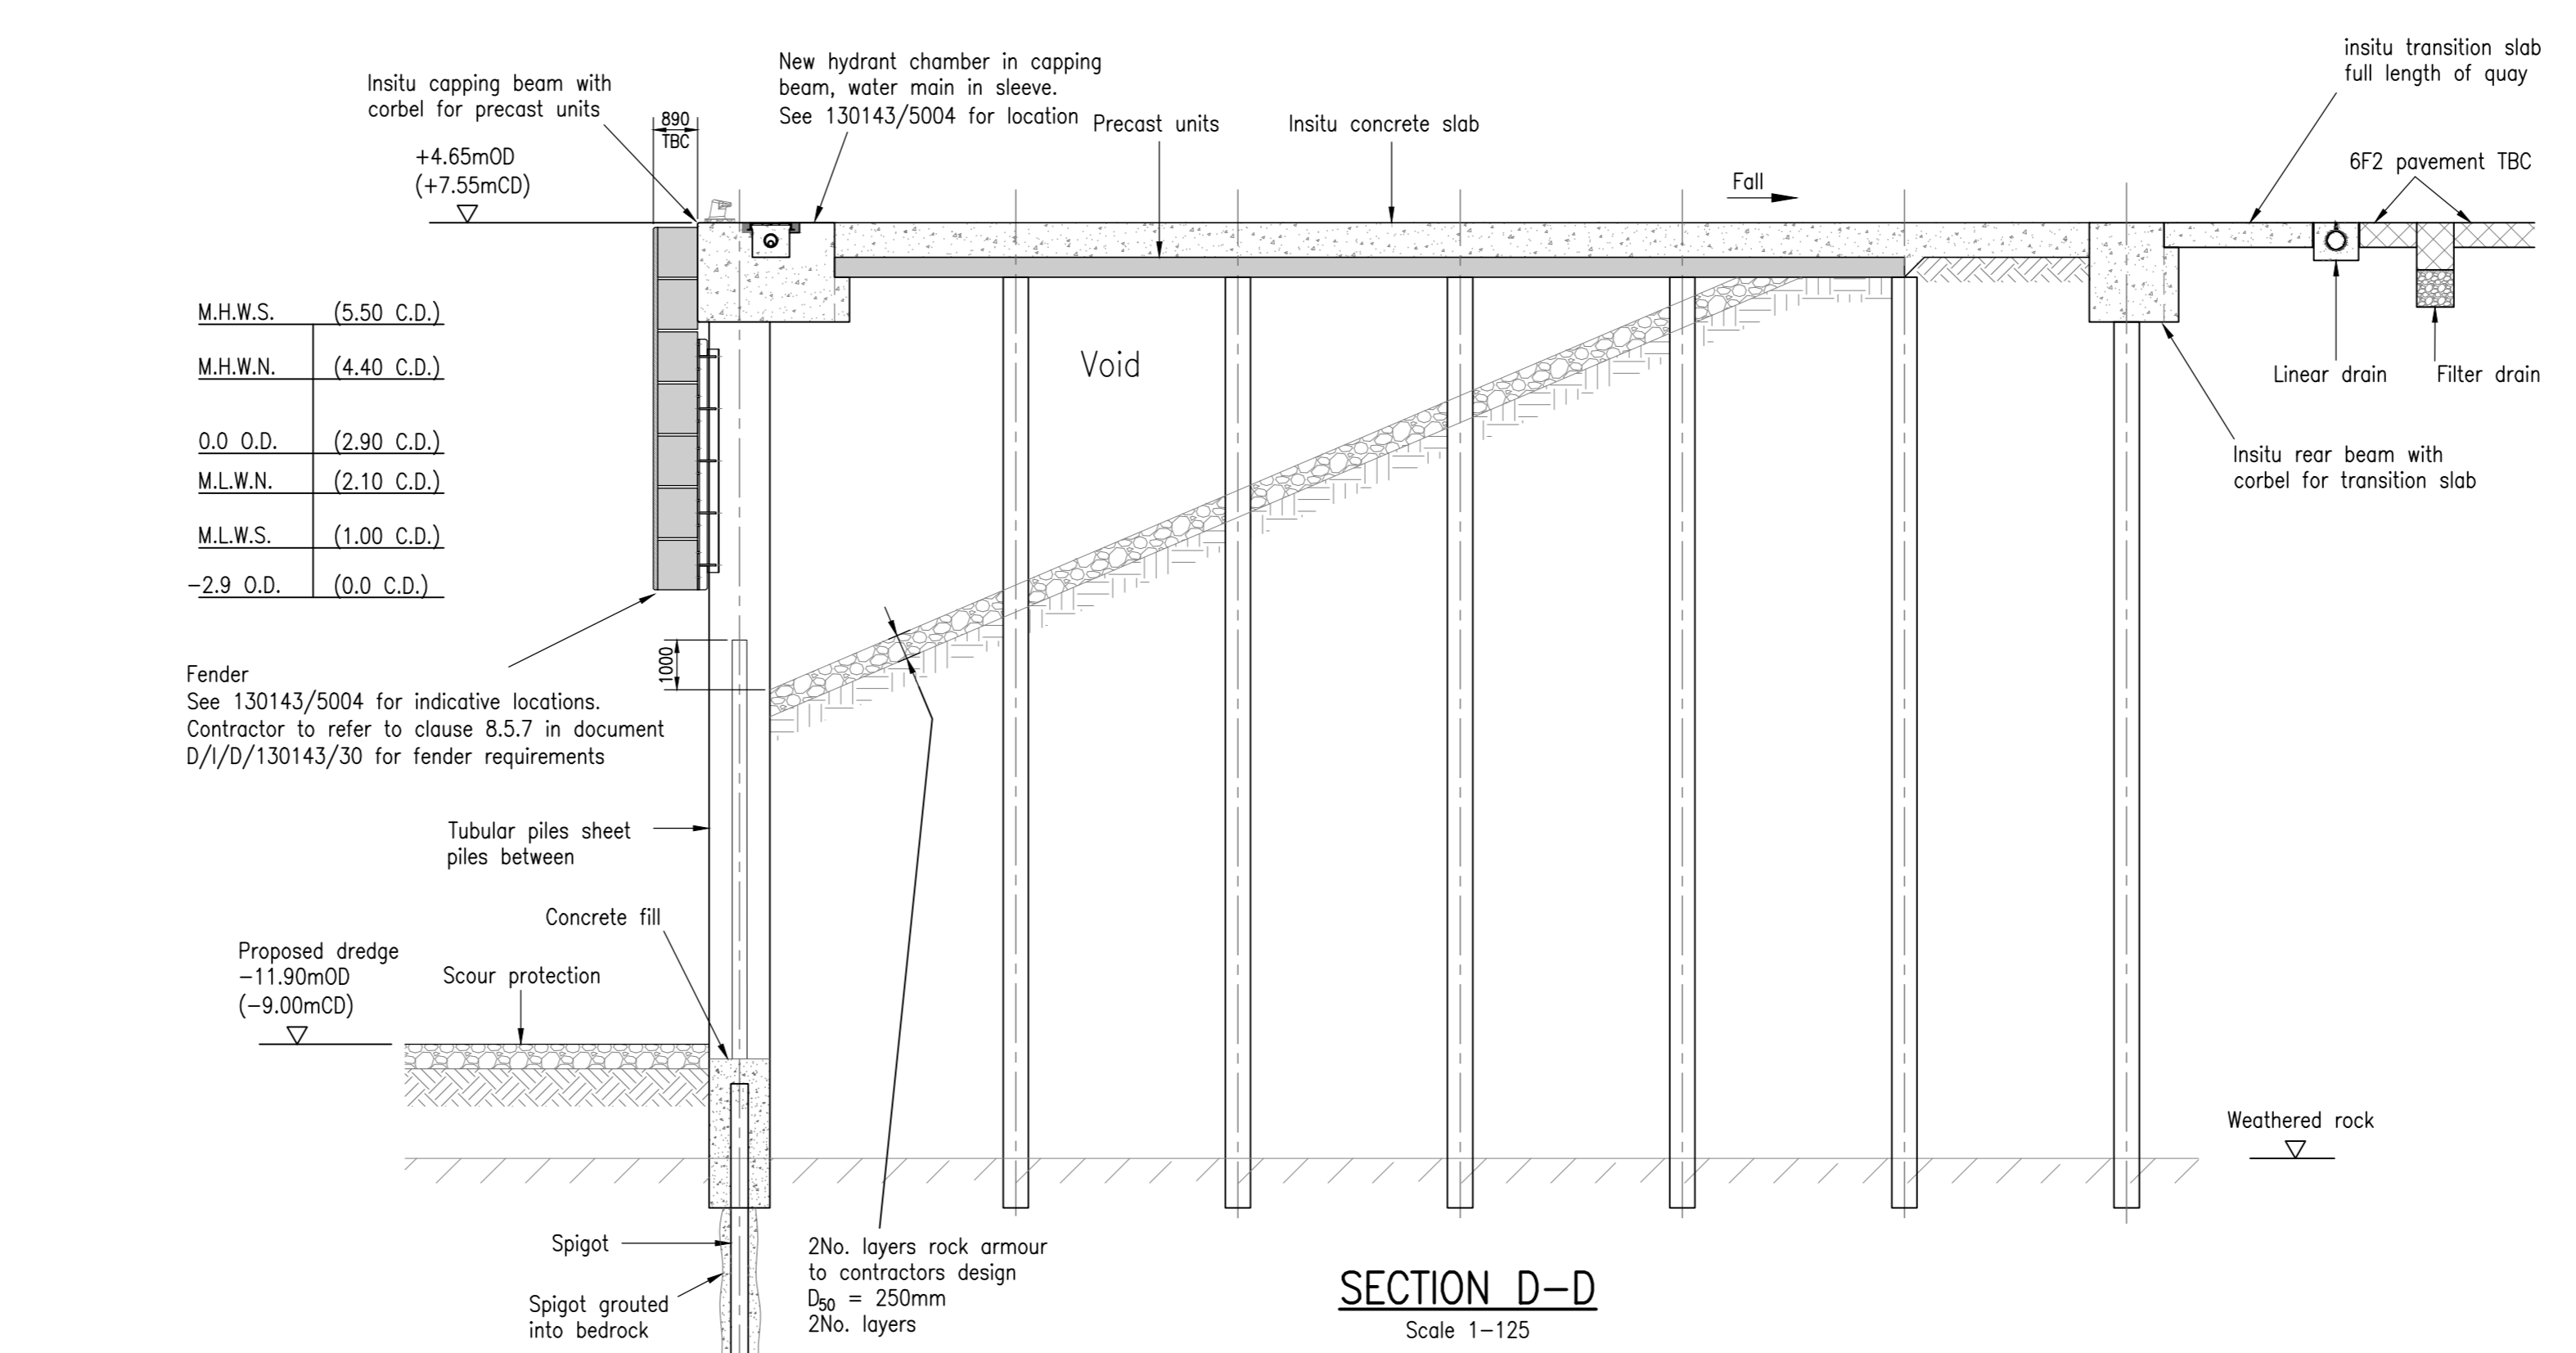 insitu transition slab
full length of quay
New hydrant chamber in capping
beam, water main in sleeve.
See 130143/5004 for location
Insitu capping beam with
corbel for precast units
890
TBC
Precast units
Insitu concrete slab
+4.65mOD
(+7.55mCD)
6F2 pavement TBC
Fall
M.H.W.S. (5.50 C.D.)
M.H.W.N. (4.40 C.D.)
0.0 O.D. (2.90 C.D.)
M.L.W.N. (2.10 C.D.)
M.L.W.S. (1.00 C.D.)
-2.9 O.D. (0.0 C.D.)
Void
Linear drain
Filter drain
Insitu rear beam with
corbel for transition slab
1000
Fender
See 130143/5004 for indicative locations.
Contractor to refer to clause 8.5.7 in document
D/I/D/130143/30 for fender requirements
Tubular piles sheet
piles between
Concrete fill
Proposed dredge
-11.90mOD
(-9.00mCD)
Scour protection
Weathered rock
Spigot
Spigot grouted
into bedrock
2No. layers rock armour
to contractors design
D50 = 250mm
2No. layers
SECTION D-D
Scale 1-125